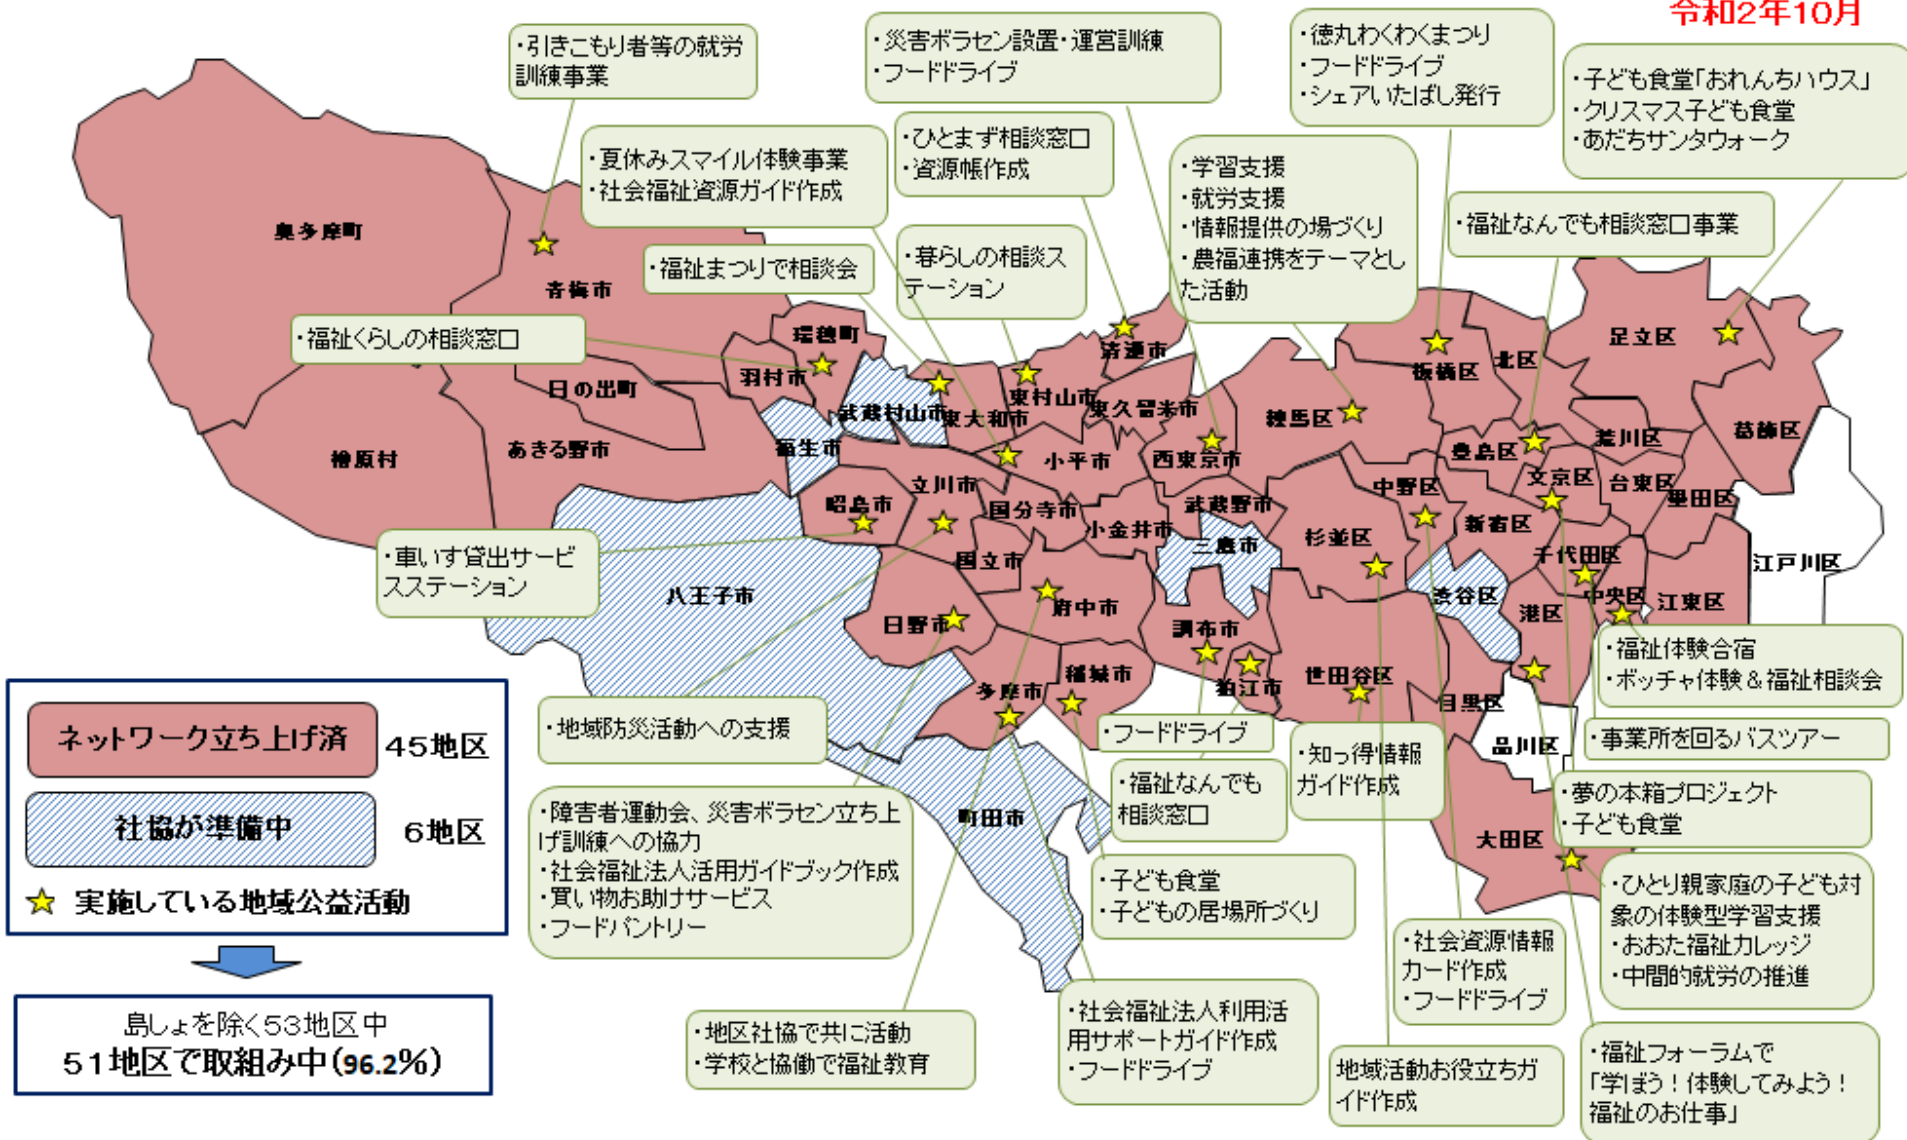 令和2年10月
・引きこもり者等の就労
訓練事業
・災害ボラセン設置・運営訓練
・フードドライブ
・徳丸わくわくまつり
・フードドライブ
・シェアいたばし発行
・子ども食堂「おれんちハウス」
・クリスマス子ども食堂
・あだちサンタウォーク
・夏休みスマイル体験事業
・社会福祉資源ガイド作成
・ひとまず相談窓口
・資源帳作成
・学習支援
・就労支援
・情報提供の場づくり
・農福連携をテーマとし
た活動
・福祉なんでも相談窓口事業
・福祉まつりで相談会
・暮らしの相談ス
テーション
・福祉くらしの相談窓口
奥多摩町
青梅市
瑞穂町
羽村市
日の出町
あきる野市
檜原村
福生市
武蔵村山市
東大和市
東村山市
清瀬市
東久留米市
小平市
西東京市
練馬区
板橋区
北区
足立区
葛飾区
荒川区
豊島区
文京区
台東区
墨田区
昭島市
立川市
国分寺市
小金井市
武蔵野市
三鷹市
杉並区
中野区
新宿区
千代田区
中央区
江東区
江戸川区
渋谷区
港区
国立市
府中市
日野市
八王子市
調布市
狛江市
世田谷区
目黒区
品川区
多摩市
稲城市
町田市
大田区
・車いす貸出サービ
スステーション
・地域防災活動への支援
・障害者運動会、災害ボラセン立ち上
げ訓練への協力
・社会福祉法人活用ガイドブック作成
・買い物お助けサービス
・フードパントリー
・フードドライブ
・福祉なんでも
相談窓口
・知っ得情報
ガイド作成
・福祉体験合宿
・ボッチャ体験＆福祉相談会
・事業所を回るバスツアー
・夢の本箱プロジェクト
・子ども食堂
・子ども食堂
・子どもの居場所づくり
・ひとり親家庭の子ども対
象の体験型学習支援
・おおた福祉カレッジ
・中間的就労の推進
・社会資源情報
カード作成
・フードドライブ
・地区社協で共に活動
・学校と協働で福祉教育
・社会福祉法人利用活
用サポートガイド作成
・フードドライブ
地域活動お役立ちガ
イド作成
・福祉フォーラムで
「学ぼう！体験してみよう！
福祉のお仕事」
ネットワーク立ち上げ済 45地区
社協が準備中 6地区
実施している地域公益活動
島しょを除く53地区中
51地区で取組み中(96.2%)